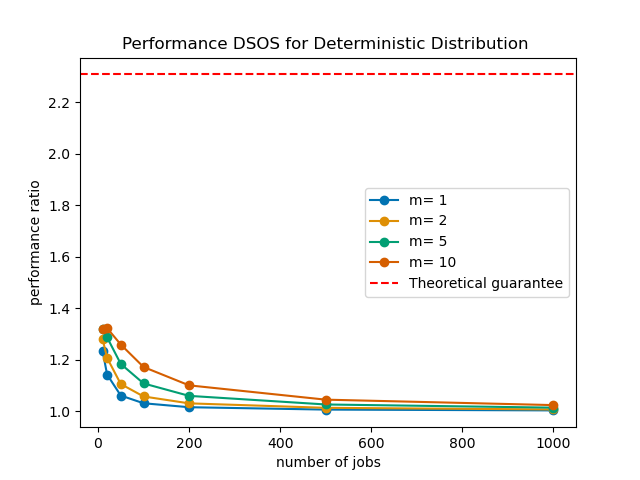 Performance DSOS for Deterministic Distribution
performance ratio
2.2
2.0
1.8
1.6
1.4
1.2
1.0
m= 1
m= 2
m= 5
m= 10
Theoretical guarantee
0 200 400 600 800 1000
number of jobs